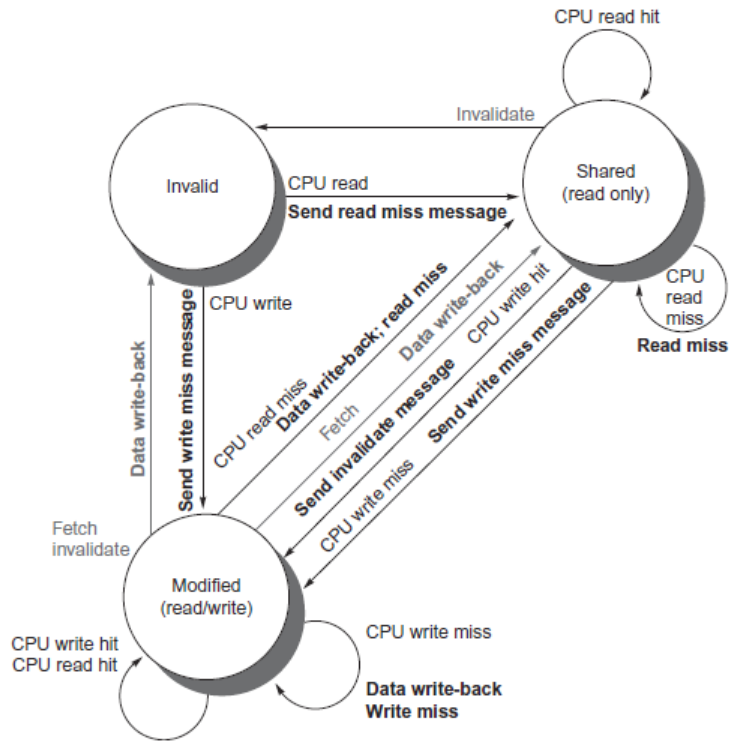 CPU read hit
Invalidate
Invalid
Shared
(read only)
CPU read
Send read miss message
CPU write
Send write miss message
Data write-back
Fetch
invalidate
CPU read miss
Data write-back; read miss
Fetch
Data write-back
CPU write hit
Send invalidate message
CPU write miss
Send write miss message
CPU
read
miss
Read miss
Modified
(read/write)
CPU write hit
CPU read hit
CPU write miss
Data write-back
Write miss